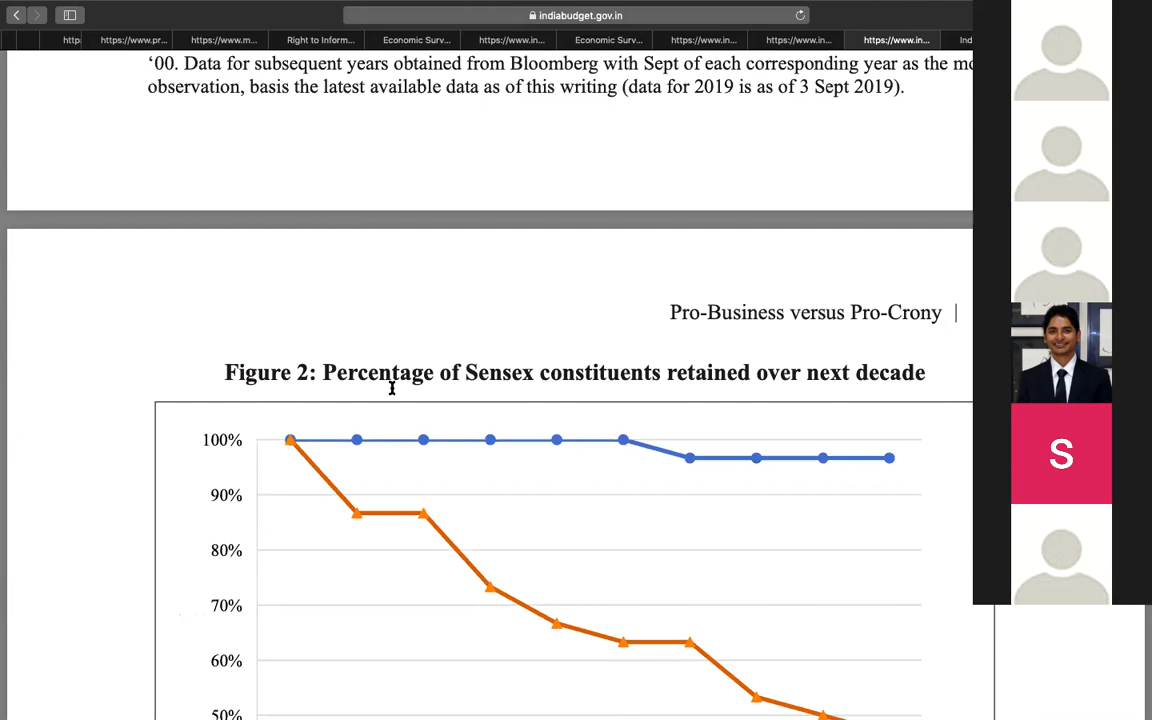 indiabudget.gov.in
http
https://www.pr...
https://www.m...
Right to Inform...
Economic Surv...
https://www.in...
Economic Surv...
https://www.in...
https://www.in...
https://www.in...
Ind
‘00. Data for subsequent years obtained from Bloomberg with Sept of each corresponding year as the mo
observation, basis the latest available data as of this writing (data for 2019 is as of 3 Sept 2019).
Pro-Business versus Pro-Crony |
Figure 2: Percentage of Sensex constituents retained over next decade
100%
90%
80%
70%
60%
50%
S